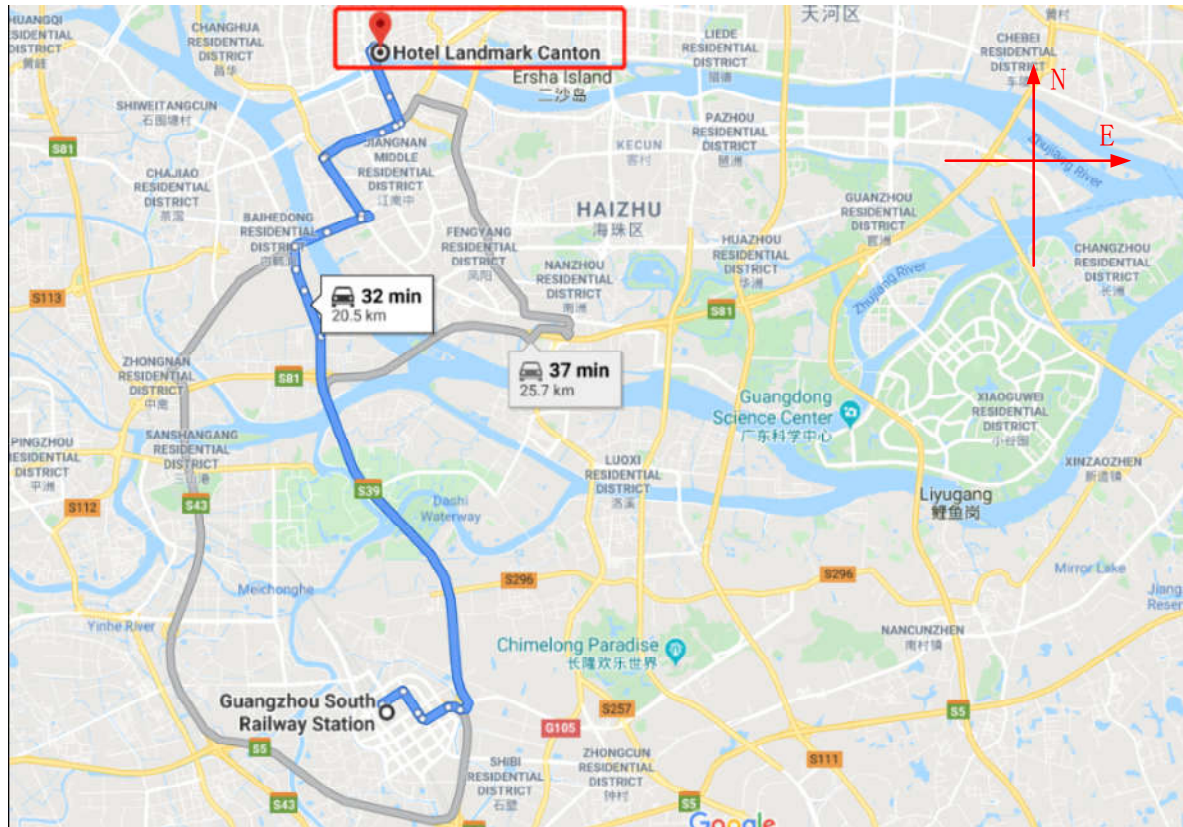 HUANGQI
RESIDENTIAL
DISTRICT
黄岐
CHANGHUA
RESIDENTIAL
DISTRICT
昌华
Hotel Landmark Canton
Ersha Island
二沙岛
LIEDE
RESIDENTIAL
DISTRICT
猎德
天河区
黄村
CHEBEI
RESIDENTIAL
DISTRICT
N
E
SHIWEITANGCUN
石围塘村
S81
JIANGNAN
MIDDLE
RESIDENTIAL
DISTRICT
江南中
KECUN
客村
PAZHOU
RESIDENTIAL
DISTRICT
琶洲
Zhujiang River
CHAJIAO
RESIDENTIAL
DISTRICT
茶滘
BAIHEDONG
RESIDENTIAL
DISTRICT
白鹤洞
HAIZHU
海珠区
FENGYANG
RESIDENTIAL
DISTRICT
凤阳
GUANZHOU
RESIDENTIAL
DISTRICT
官洲
HUAZHOU
RESIDENTIAL
DISTRICT
华洲
CHANGZHOU
RESIDENTIAL
DISTRICT
长洲
NANZHOU
RESIDENTIAL
DISTRICT
南洲
Zhujiang River
S113
32 min
20.5 km
S81
ZHONGNAN
RESIDENTIAL
DISTRICT
中南
S81
37 min
25.7 km
Guangdong
Science Center
广东科学中心
XIAOGUWEI
RESIDENTIAL
DISTRICT
小谷围
PINGZHOU
RESIDENTIAL
DISTRICT
平洲
SANSHANGANG
RESIDENTIAL
DISTRICT
三山港
LUOXI
RESIDENTIAL
DISTRICT
洛溪
XINZAOZHEN
新造镇
S112
S43
S39
Dashi
Waterway
Liyugang
鲤鱼岗
Meichonghe
S296
S296
Mirror Lake
Jiang
Reser
Yinhe River
Chimelong Paradise
长隆欢乐世界
NANCUNZHEN
南村镇
Guangzhou South
Railway Station
S257
S5
G105
S5
SHIBI
RESIDENTIAL
DISTRICT
石壁
ZHONGCUN
RESIDENTIAL
DISTRICT
钟村
S111
S43
S5
Google